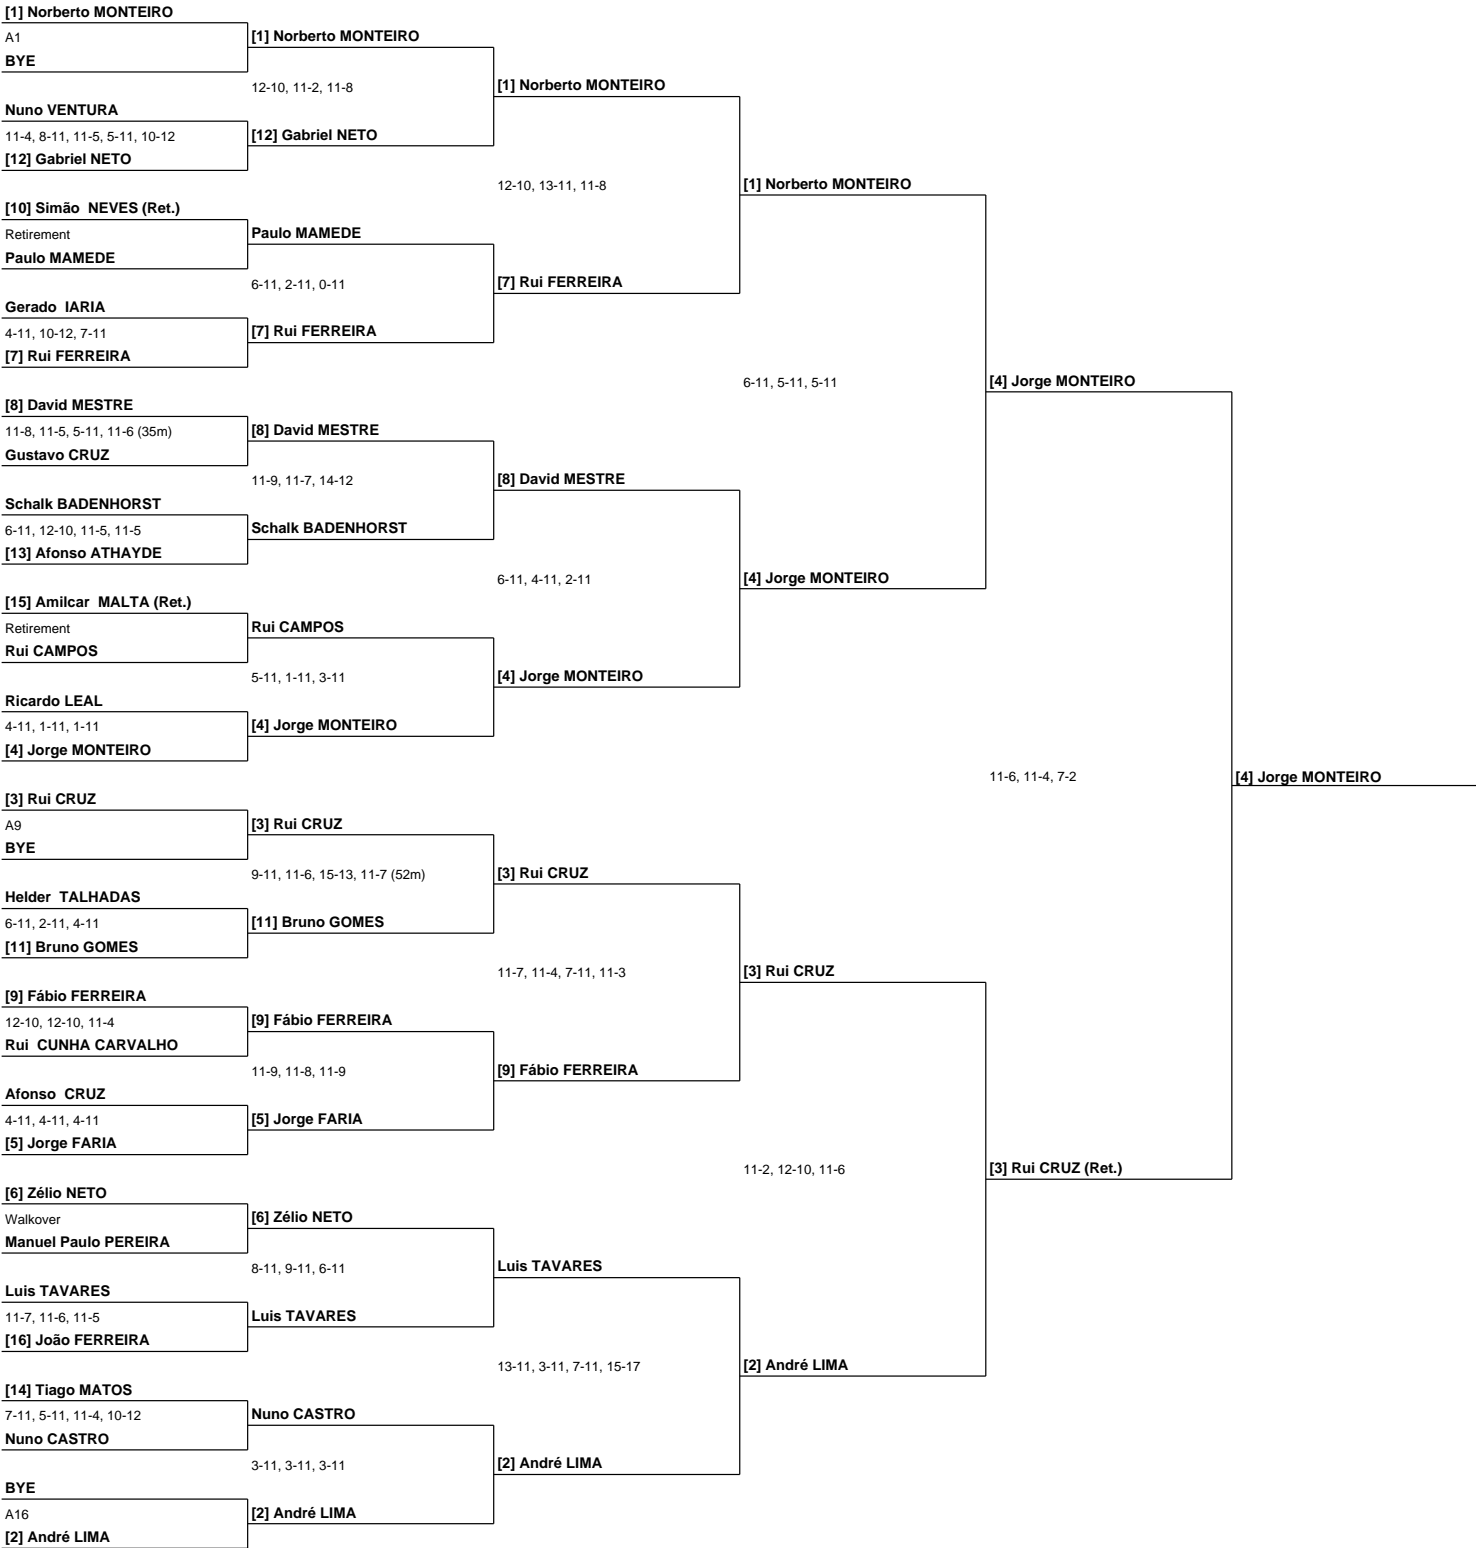 [1] Norberto MONTEIRO
A1
BYE
Nuno VENTURA
11-4, 8-11, 11-5, 5-11, 10-12
[12] Gabriel NETO
[10] Simão  NEVES (Ret.)
Retirement
Paulo MAMEDE
Gerado  IARIA
4-11, 10-12, 7-11
[7] Rui FERREIRA
[8] David MESTRE
11-8, 11-5, 5-11, 11-6 (35m)
Gustavo CRUZ
Schalk BADENHORST
6-11, 12-10, 11-5, 11-5
[13] Afonso ATHAYDE
[15] Amilcar  MALTA (Ret.)
Retirement
Rui CAMPOS
Ricardo LEAL
4-11, 1-11, 1-11
[4] Jorge MONTEIRO
[3] Rui CRUZ
A9
BYE
Helder  TALHADAS
6-11, 2-11, 4-11
[11] Bruno GOMES
[9] Fábio FERREIRA
12-10, 12-10, 11-4
Rui  CUNHA CARVALHO
Afonso  CRUZ
4-11, 4-11, 4-11
[5] Jorge FARIA
[6] Zélio NETO
Walkover
Manuel Paulo PEREIRA
Luis TAVARES
11-7, 11-6, 11-5
[16] João FERREIRA
[14] Tiago MATOS
7-11, 5-11, 11-4, 10-12
Nuno CASTRO
BYE
A16
[2] André LIMA
[1] Norberto MONTEIRO
12-10, 11-2, 11-8
[12] Gabriel NETO
Paulo MAMEDE
6-11, 2-11, 0-11
[7] Rui FERREIRA
[8] David MESTRE
11-9, 11-7, 14-12
Schalk BADENHORST
Rui CAMPOS
5-11, 1-11, 3-11
[4] Jorge MONTEIRO
[3] Rui CRUZ
9-11, 11-6, 15-13, 11-7 (52m)
[11] Bruno GOMES
[9] Fábio FERREIRA
11-9, 11-8, 11-9
[5] Jorge FARIA
[6] Zélio NETO
8-11, 9-11, 6-11
Luis TAVARES
Nuno CASTRO
3-11, 3-11, 3-11
[2] André LIMA
[1] Norberto MONTEIRO
12-10, 13-11, 11-8
[7] Rui FERREIRA
[8] David MESTRE
6-11, 4-11, 2-11
[4] Jorge MONTEIRO
[3] Rui CRUZ
11-7, 11-4, 7-11, 11-3
[9] Fábio FERREIRA
Luis TAVARES
13-11, 3-11, 7-11, 15-17
[2] André LIMA
[1] Norberto MONTEIRO
6-11, 5-11, 5-11
[4] Jorge MONTEIRO
[3] Rui CRUZ
11-2, 12-10, 11-6
[2] André LIMA
[4] Jorge MONTEIRO
11-6, 11-4, 7-2
[3] Rui CRUZ (Ret.)
[4] Jorge MONTEIRO